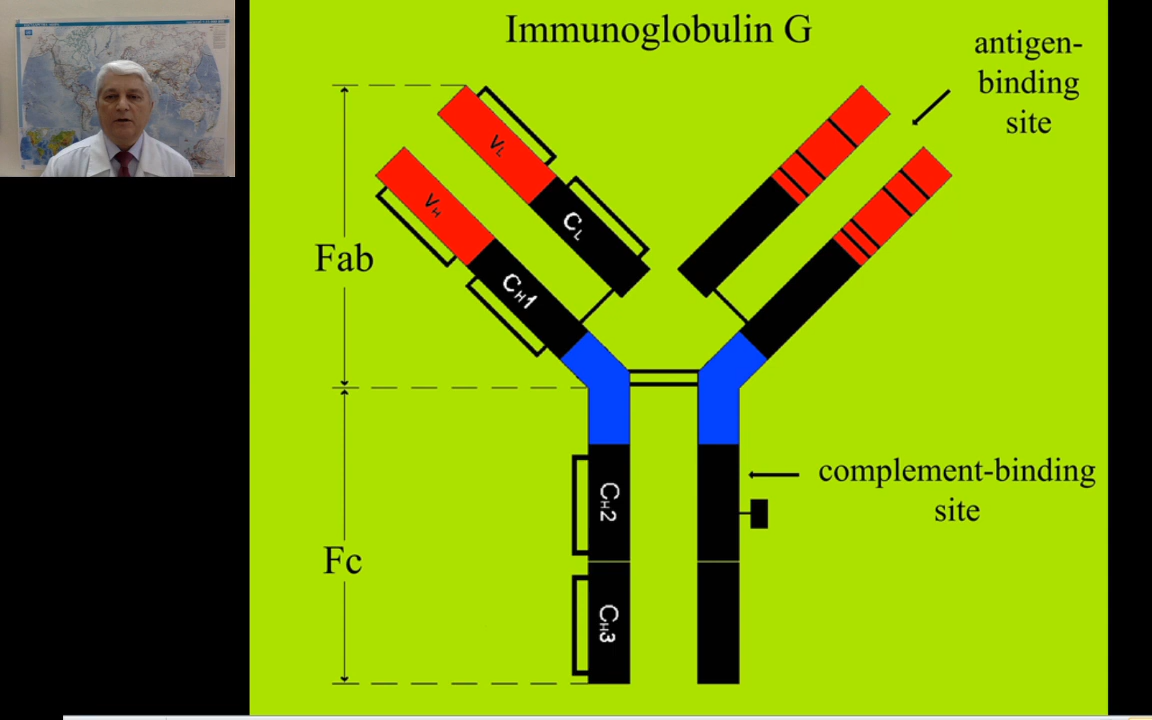 Immunoglobulin G
antigen-
binding
site
VL
VH
CL
CH1
Fab
complement-binding
site
CH2
Fc
CH3